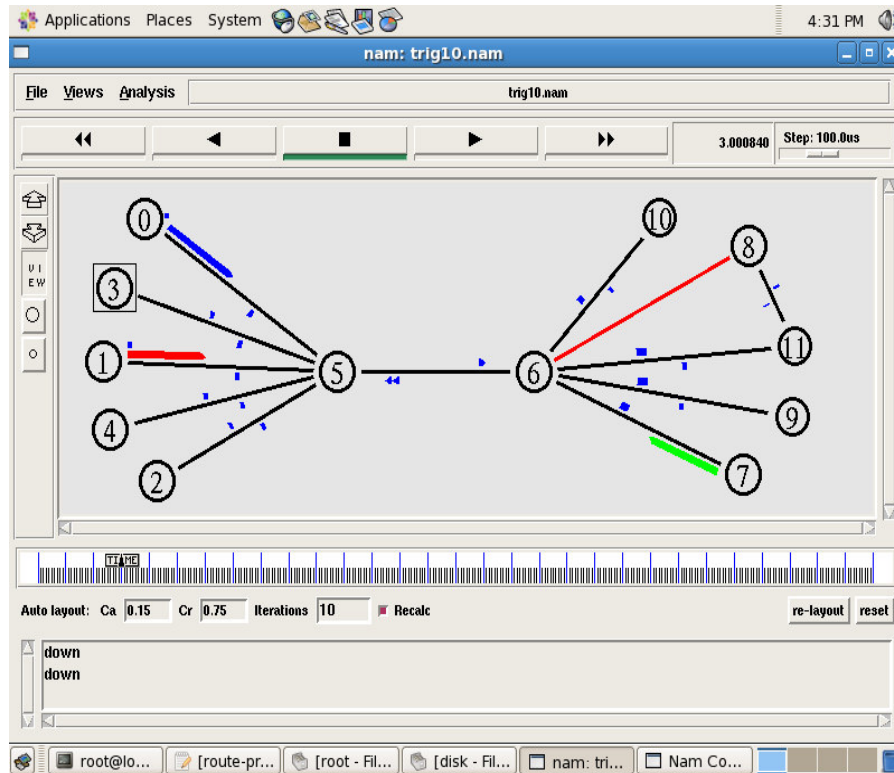 Applications Places System 4:31 PM
nam: trig10.nam
File Views Analysis trig10.nam
3.000840 Step: 100.0us
0
10
8
3
VI
EW
1
11
5
6
4
9
2
7
TIME
Auto layout: Ca 0.15 Cr 0.75 Iterations 10 Recalc re-layout reset
down
down
root@lo... [route-pr... [root - Fil... [disk - Fil... nam: tri... Nam Co...